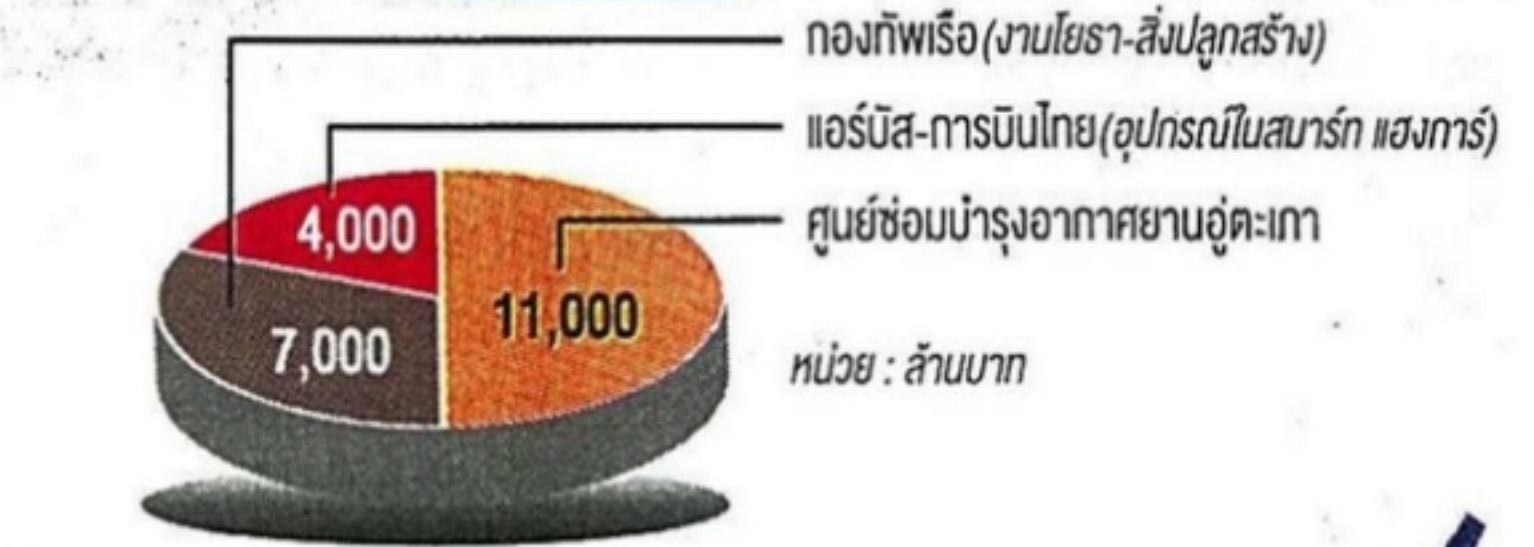 กองทัพเรือ(งานโยธา-สิ่งปลูกสร้าง)
แอร์บัส-การบินไทย(อุปกรณ์ในสมาร์ท แฮงการ์)
ศูนย์ซ่อมบำรุงอากาศยานอู่ตะเภา
4,000
11,000
7,000
หน่วย : ล้านบาท